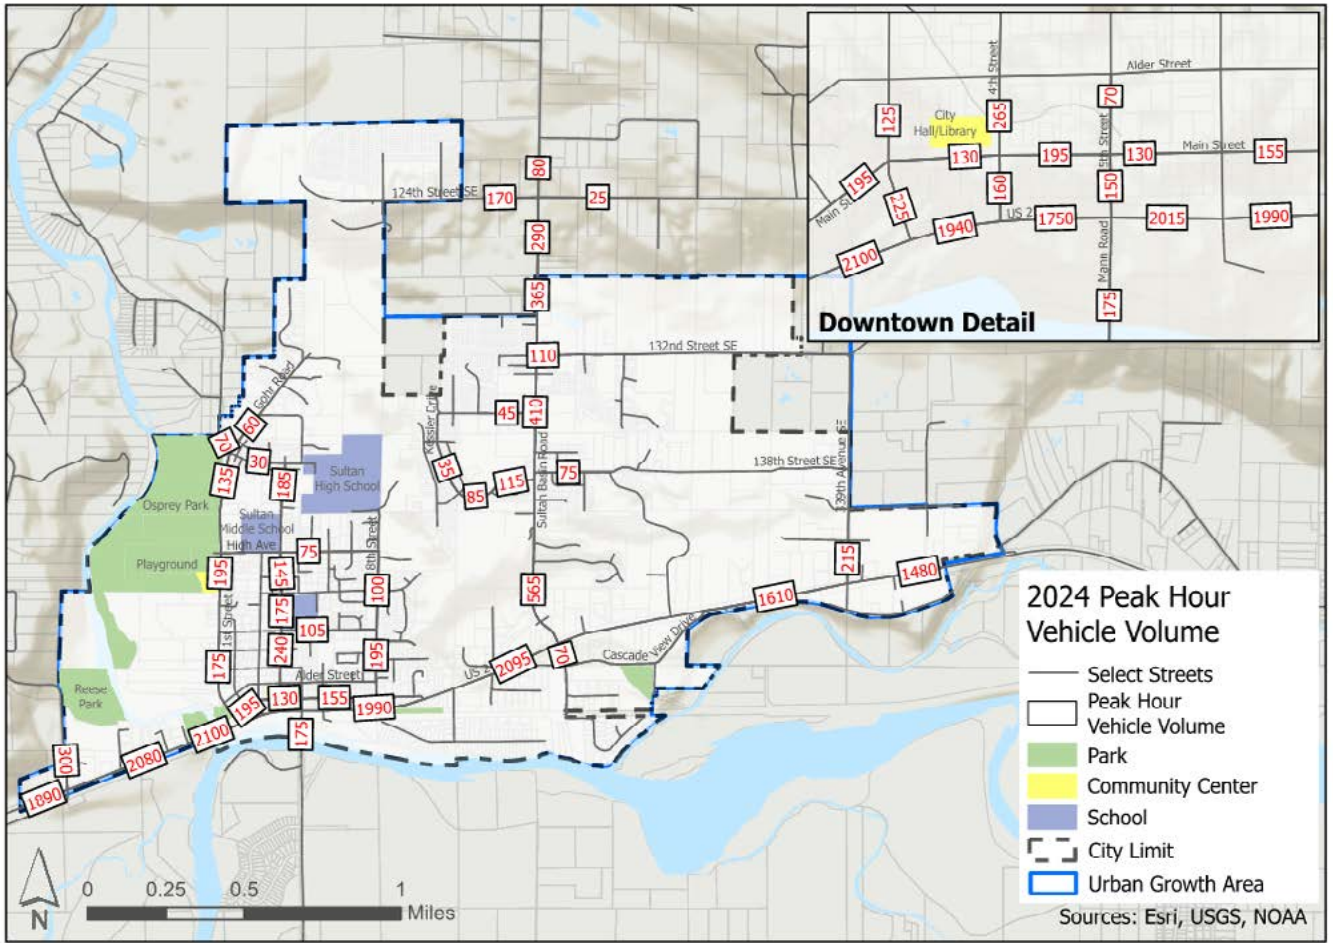 4th Street
Alder Street
70
265
125
City
Hall/Library
5th Street
130
195
130
Main Street
155
195
Main St
225
160
150
US 2
1940
1750
2015
1990
2100
Mann Road
175
Downtown Detail
80
124th Street SE
170
25
290
365
110
132nd Street SE
Gohr Road
Kessler Drive
45
410
60
70
30
35
135
185
Sultan
High School
85
115
75
138th Street SE
139th Avenue SE
Sultan Basin Road
Osprey Park
Sultan
Middle School
High Ave
75
8th Street
Playground
195
145
100
565
215
1480
1610
175
1st Street
105
240
195
175
Alder Street
US 2
2095
70
Cascade View Drive
Reese
Park
195
130
155
1990
2100
175
300
2080
1890
2024 Peak Hour
Vehicle Volume
Select Streets
Peak Hour
Vehicle Volume
Park
Community Center
School
City Limit
Urban Growth Area
0 0.25 0.5 1
Miles
N
Sources: Esri, USGS, NOAA